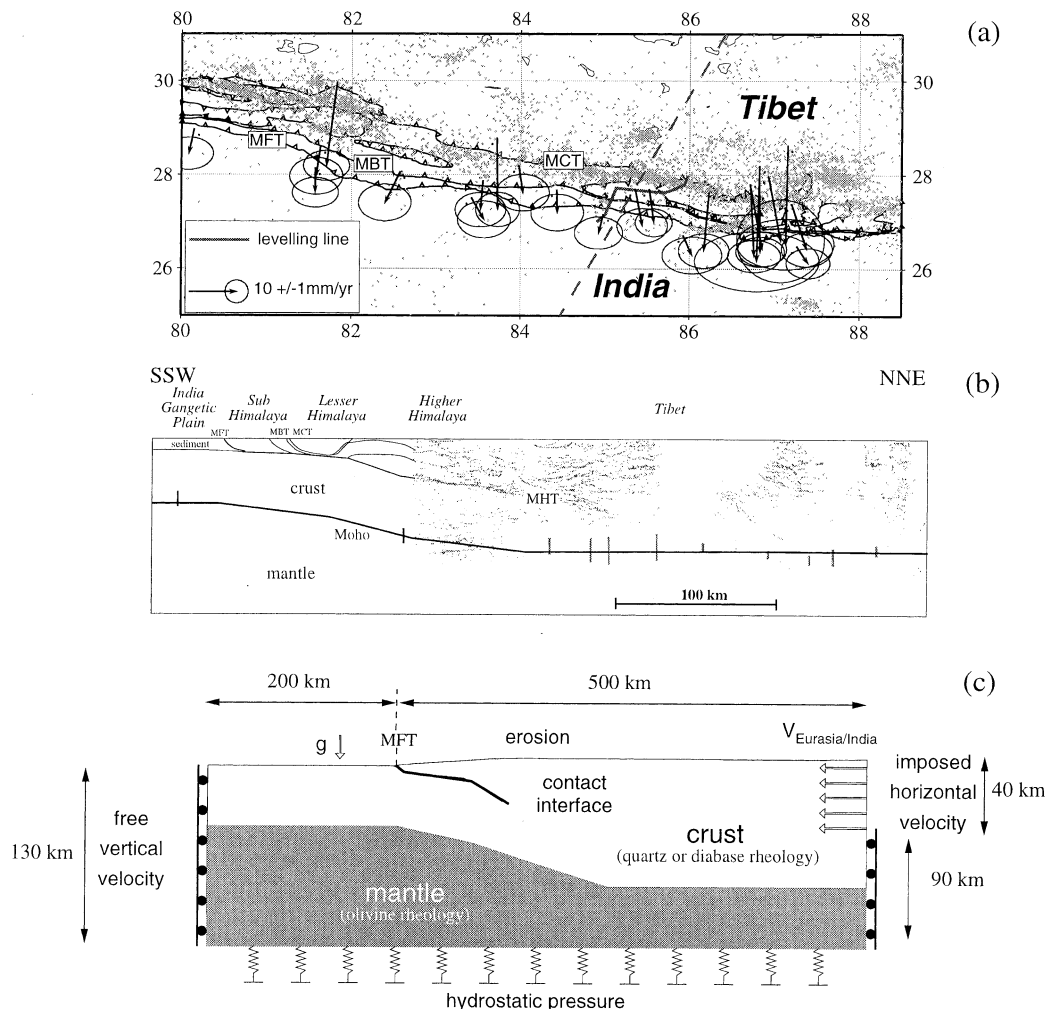 80 82 84 86 88
(a)
30 30
Tibet
MFT
MBT
MCT
28 28
levelling line
10 +/-1mm/yr
26 26
India
80 82 84 86 88
SSW NNE
(b)
India
Gangetic
Plain
Sub
Himalaya
Lesser
Himalaya
Higher
Himalaya
Tibet
MFT
MBT MCT
sediment
crust
MHT
Moho
mantle
100 km
(c)
200 km 500 km
g
MFT
erosion
VEurasia/India
contact
interface
imposed
horizontal
velocity
40 km
free
vertical
velocity
130 km
crust
(quartz or diabase rheology)
mantle
(olivine rheology)
90 km
hydrostatic pressure